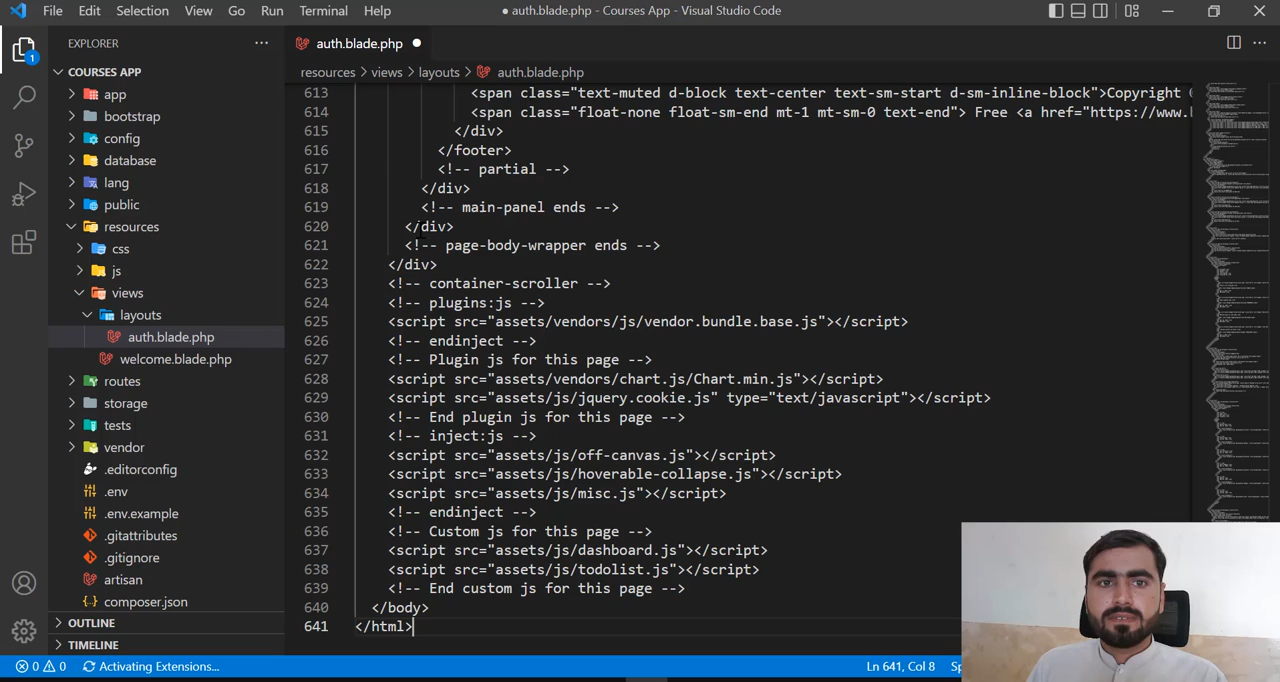 File Edit Selection View Go Run Terminal Help
● auth.blade.php - Courses App - Visual Studio Code
EXPLORER
1
COURSES APP
app
bootstrap
config
database
lang
public
resources
css
js
views
layouts
auth.blade.php
welcome.blade.php
routes
storage
tests
vendor
.editorconfig
.env
.env.example
.gitattributes
.gitignore
artisan
composer.json
OUTLINE
TIMELINE
auth.blade.php
resources > views > layouts > auth.blade.php
613 <span class="text-muted d-block text-center text-sm-start d-sm-inline-block">Copyright
614 <span class="float-none float-sm-end mt-1 mt-sm-0 text-end"> Free <a href="https://www.
615 </div>
616 </footer>
617 <!-- partial -->
618 </div>
619 <!-- main-panel ends -->
620 </div>
621 <!-- page-body-wrapper ends -->
622 </div>
623 <!-- container-scroller -->
624 <!-- plugins:js -->
625 <script src="assets/vendors/js/vendor.bundle.base.js"></script>
626 <!-- endinject -->
627 <!-- Plugin js for this page -->
628 <script src="assets/vendors/chart.js/Chart.min.js"></script>
629 <script src="assets/js/jquery.cookie.js" type="text/javascript"></script>
630 <!-- End plugin js for this page -->
631 <!-- inject:js -->
632 <script src="assets/js/off-canvas.js"></script>
633 <script src="assets/js/hoverable-collapse.js"></script>
634 <script src="assets/js/misc.js"></script>
635 <!-- endinject -->
636 <!-- Custom js for this page -->
637 <script src="assets/js/dashboard.js"></script>
638 <script src="assets/js/todolist.js"></script>
639 <!-- End custom js for this page -->
640 </body>
641 </html>
0 0 Activating Extensions...
Ln 641, Col 8